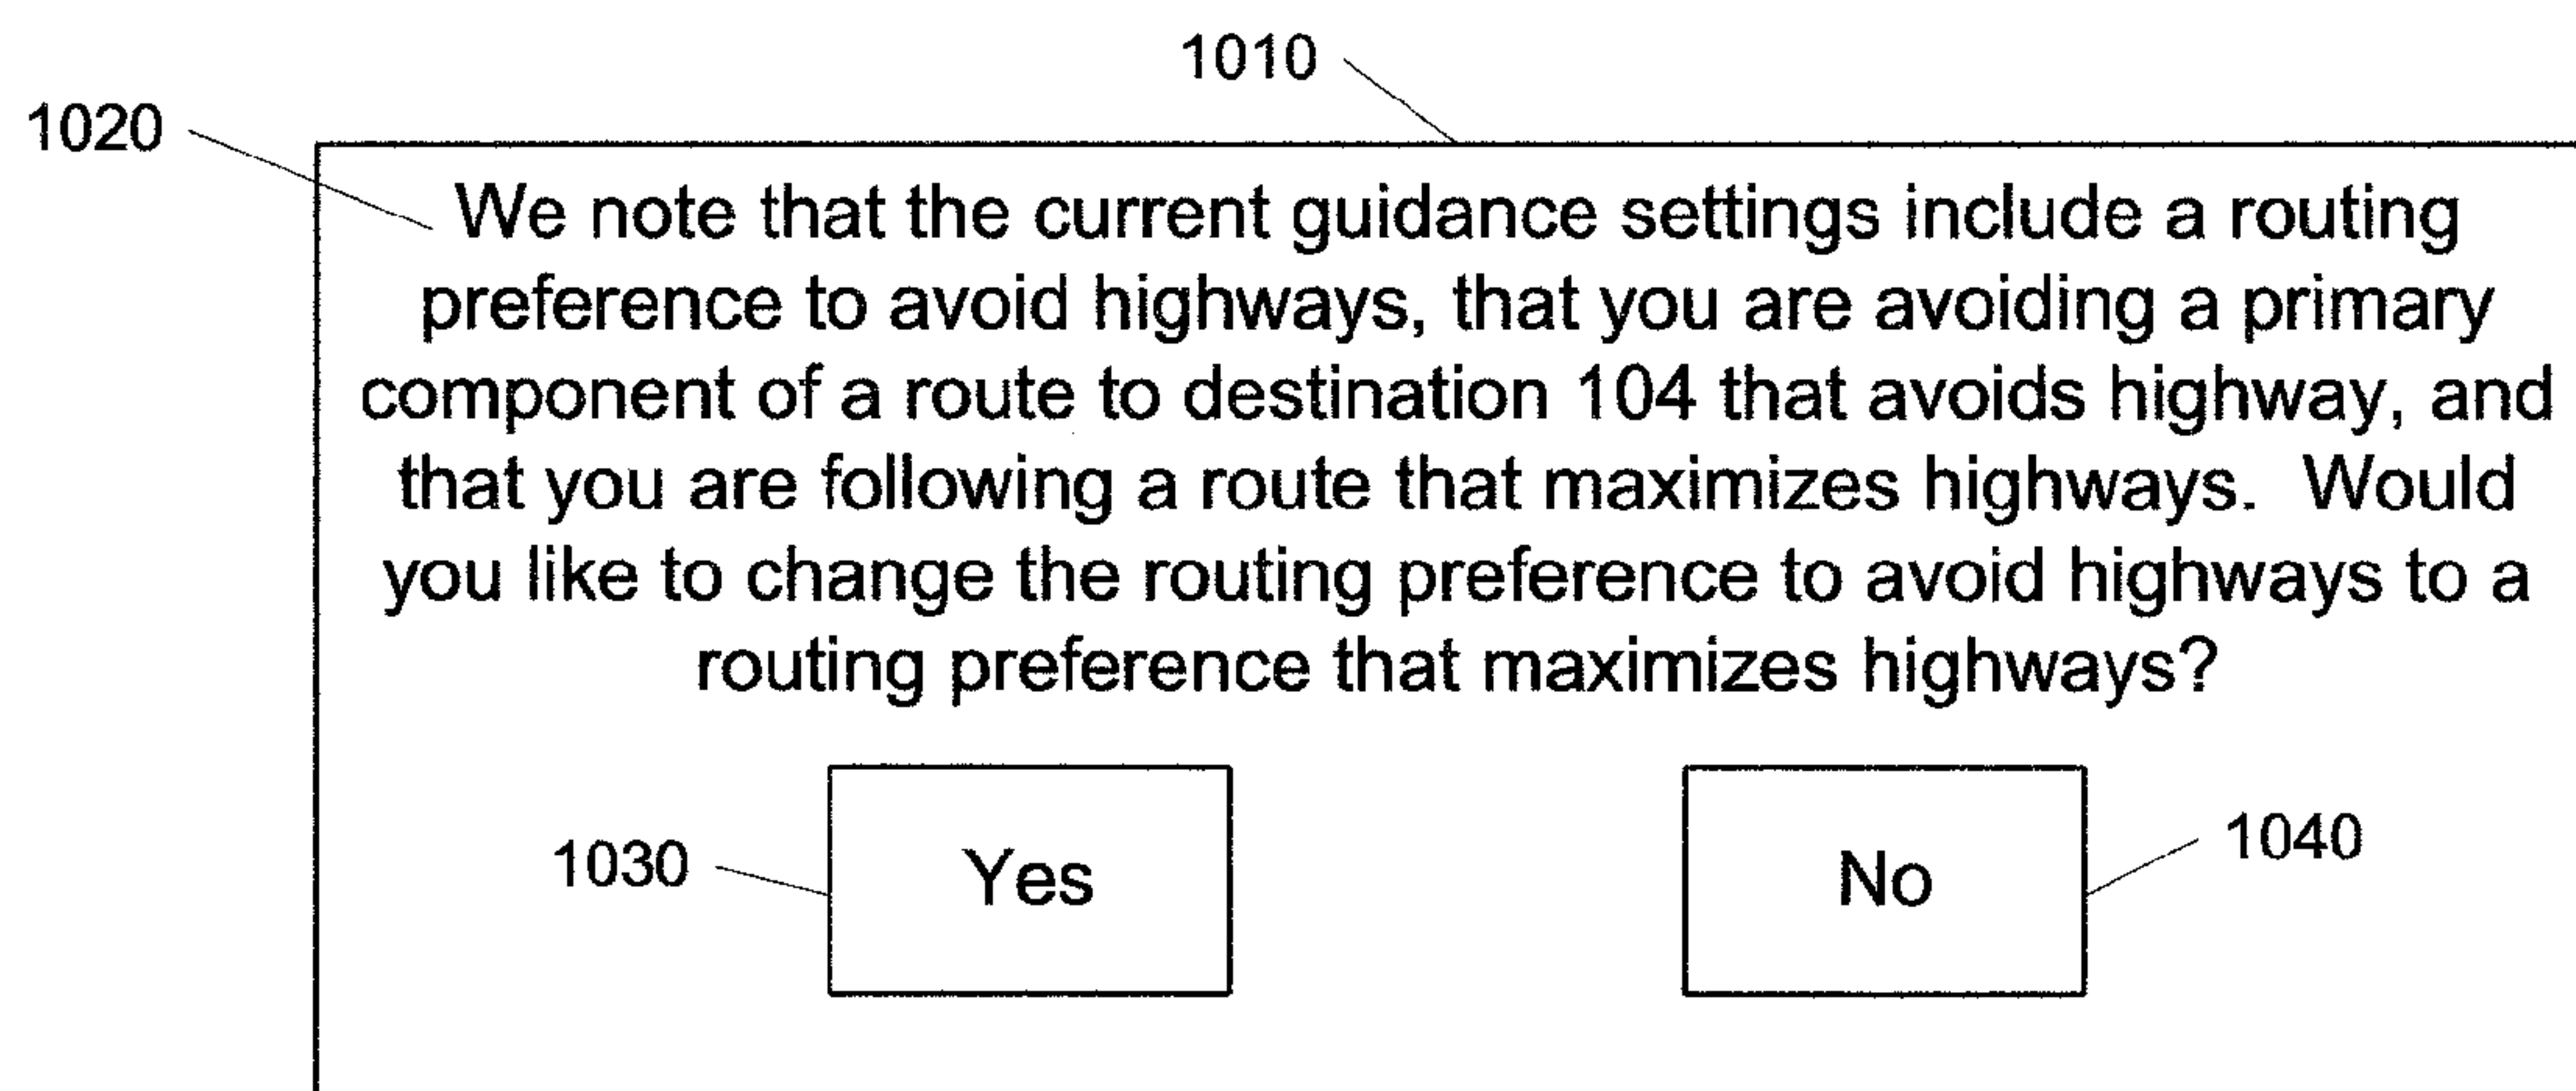 1010
1020
We note that the current guidance settings include a routing
preference to avoid highways, that you are avoiding a primary
component of a route to destination 104 that avoids highway, and
that you are following a route that maximizes highways.  Would
you like to change the routing preference to avoid highways to a
routing preference that maximizes highways?
1030
Yes
No
1040